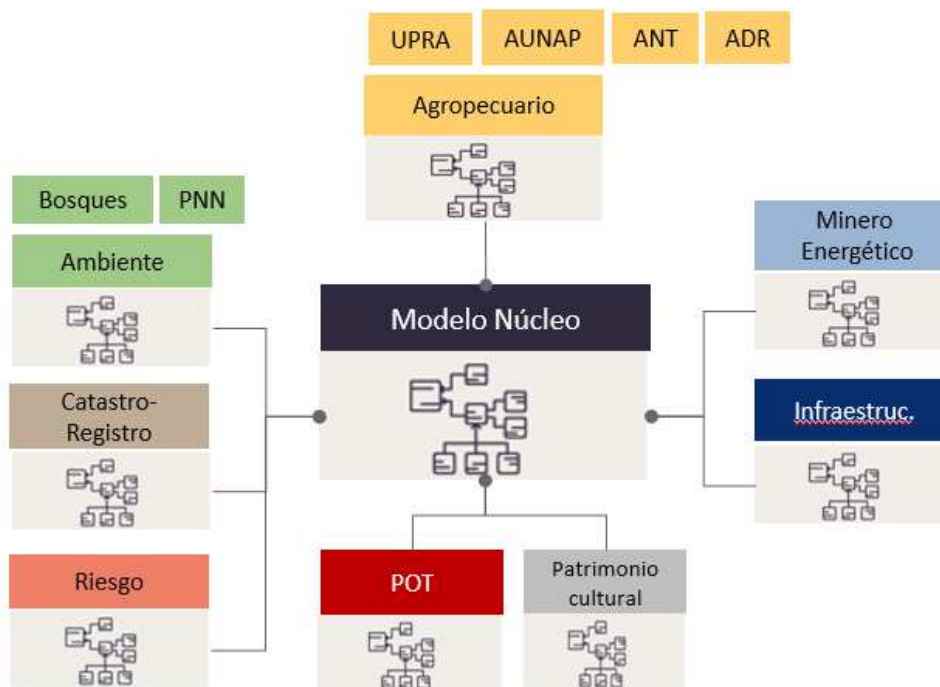 UPRA
AUNAP
ANT
ADR
Agropecuario
Bosques
PNN
Ambiente
Minero
Energético
Modelo Núcleo
Catastro-
Registro
Infraestruc.
Riesgo
POT
Patrimonio
cultural